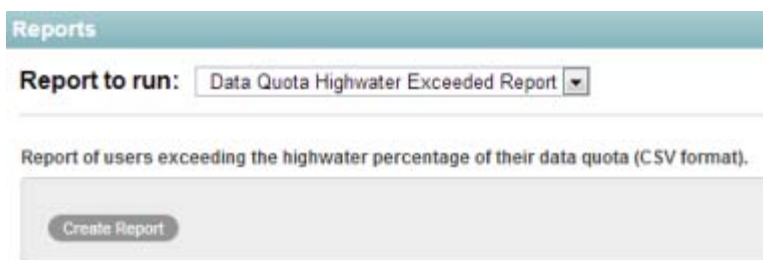 Reports
Report to run: Data Quota Highwater Exceeded Report
Report of users exceeding the highwater percentage of their data quota (CSV format).
Create Report